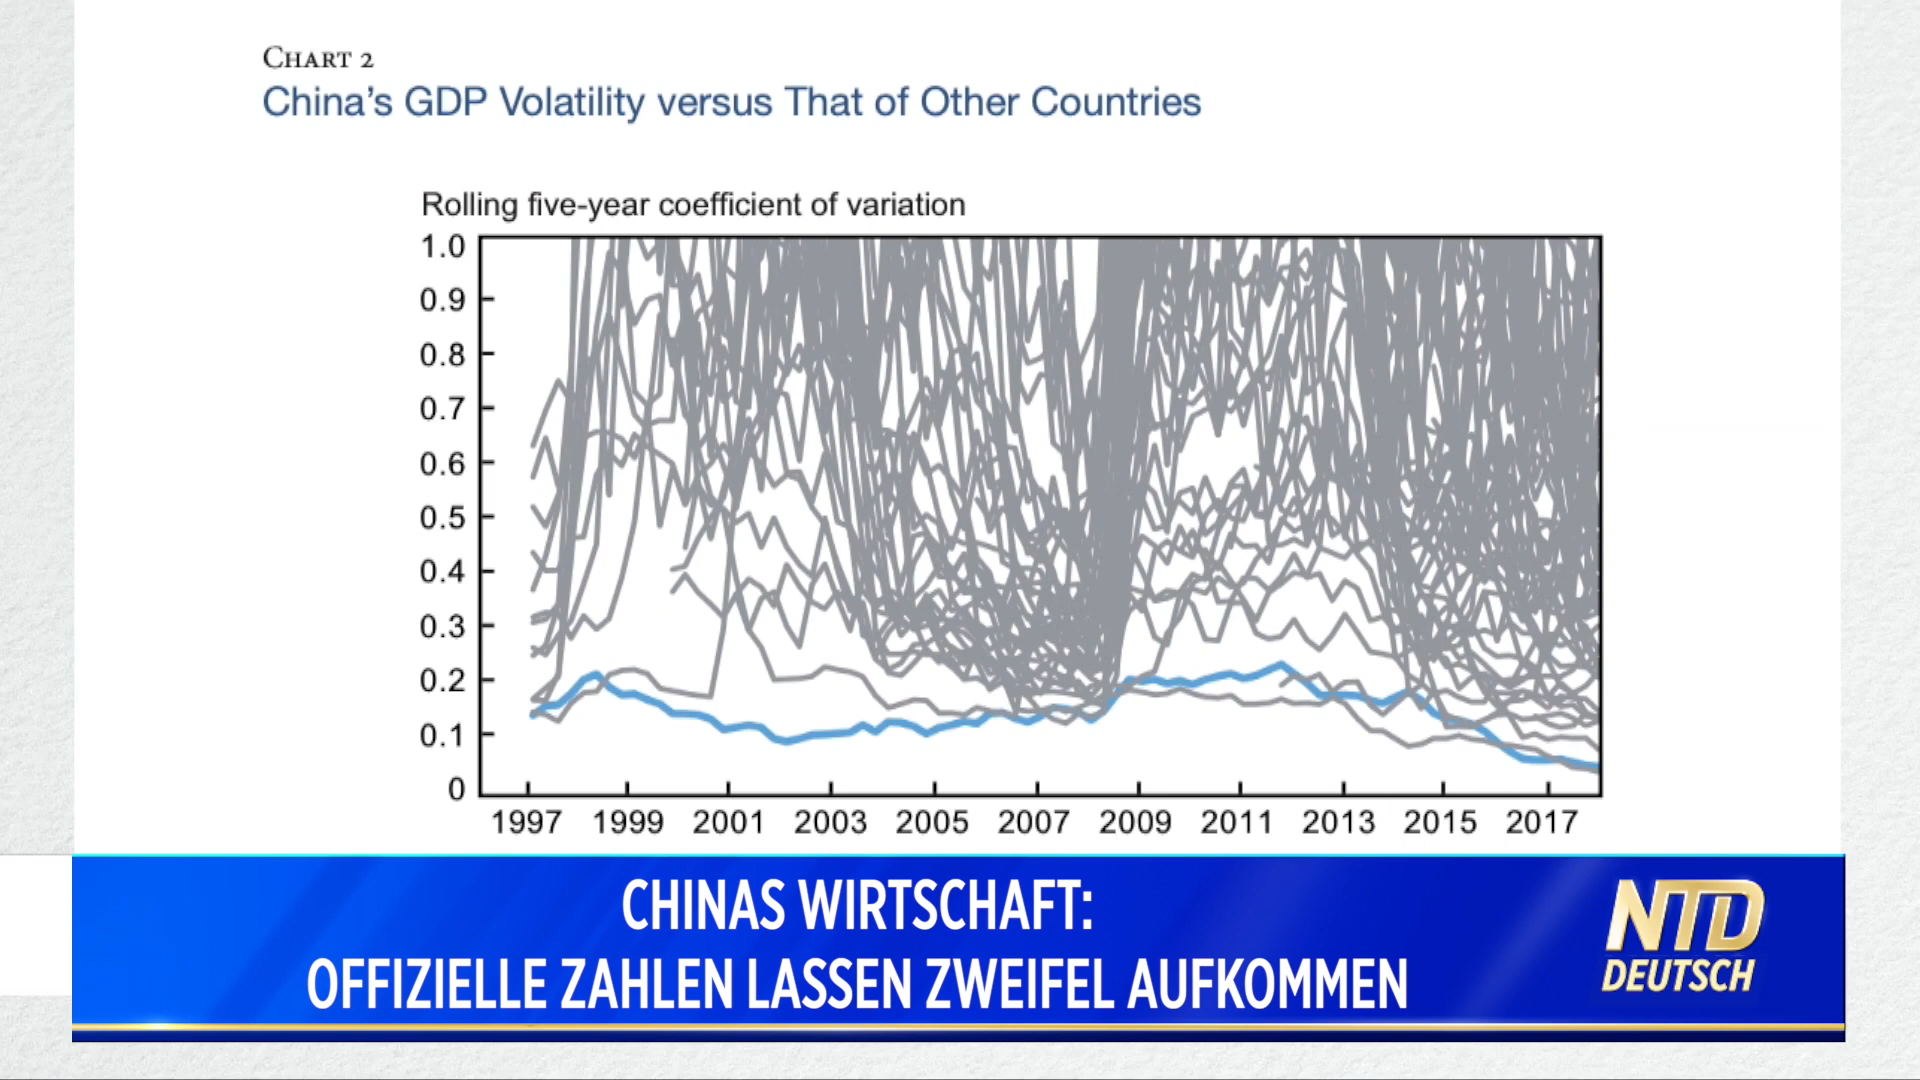 CHART 2
China's GDP Volatility versus That of Other Countries
Rolling five-year coefficient of variation
1.0
0.9
0.8
0.7
0.6
0.5
0.4
0.3
0.2
0.1
0
1997 1999 2001 2003 2005 2007 2009 2011 2013 2015 2017
CHINAS WIRTSCHAFT:
OFFIZIELLE ZAHLEN LASSEN ZWEIFEL AUFKOMMEN
NTD
DEUTSCH